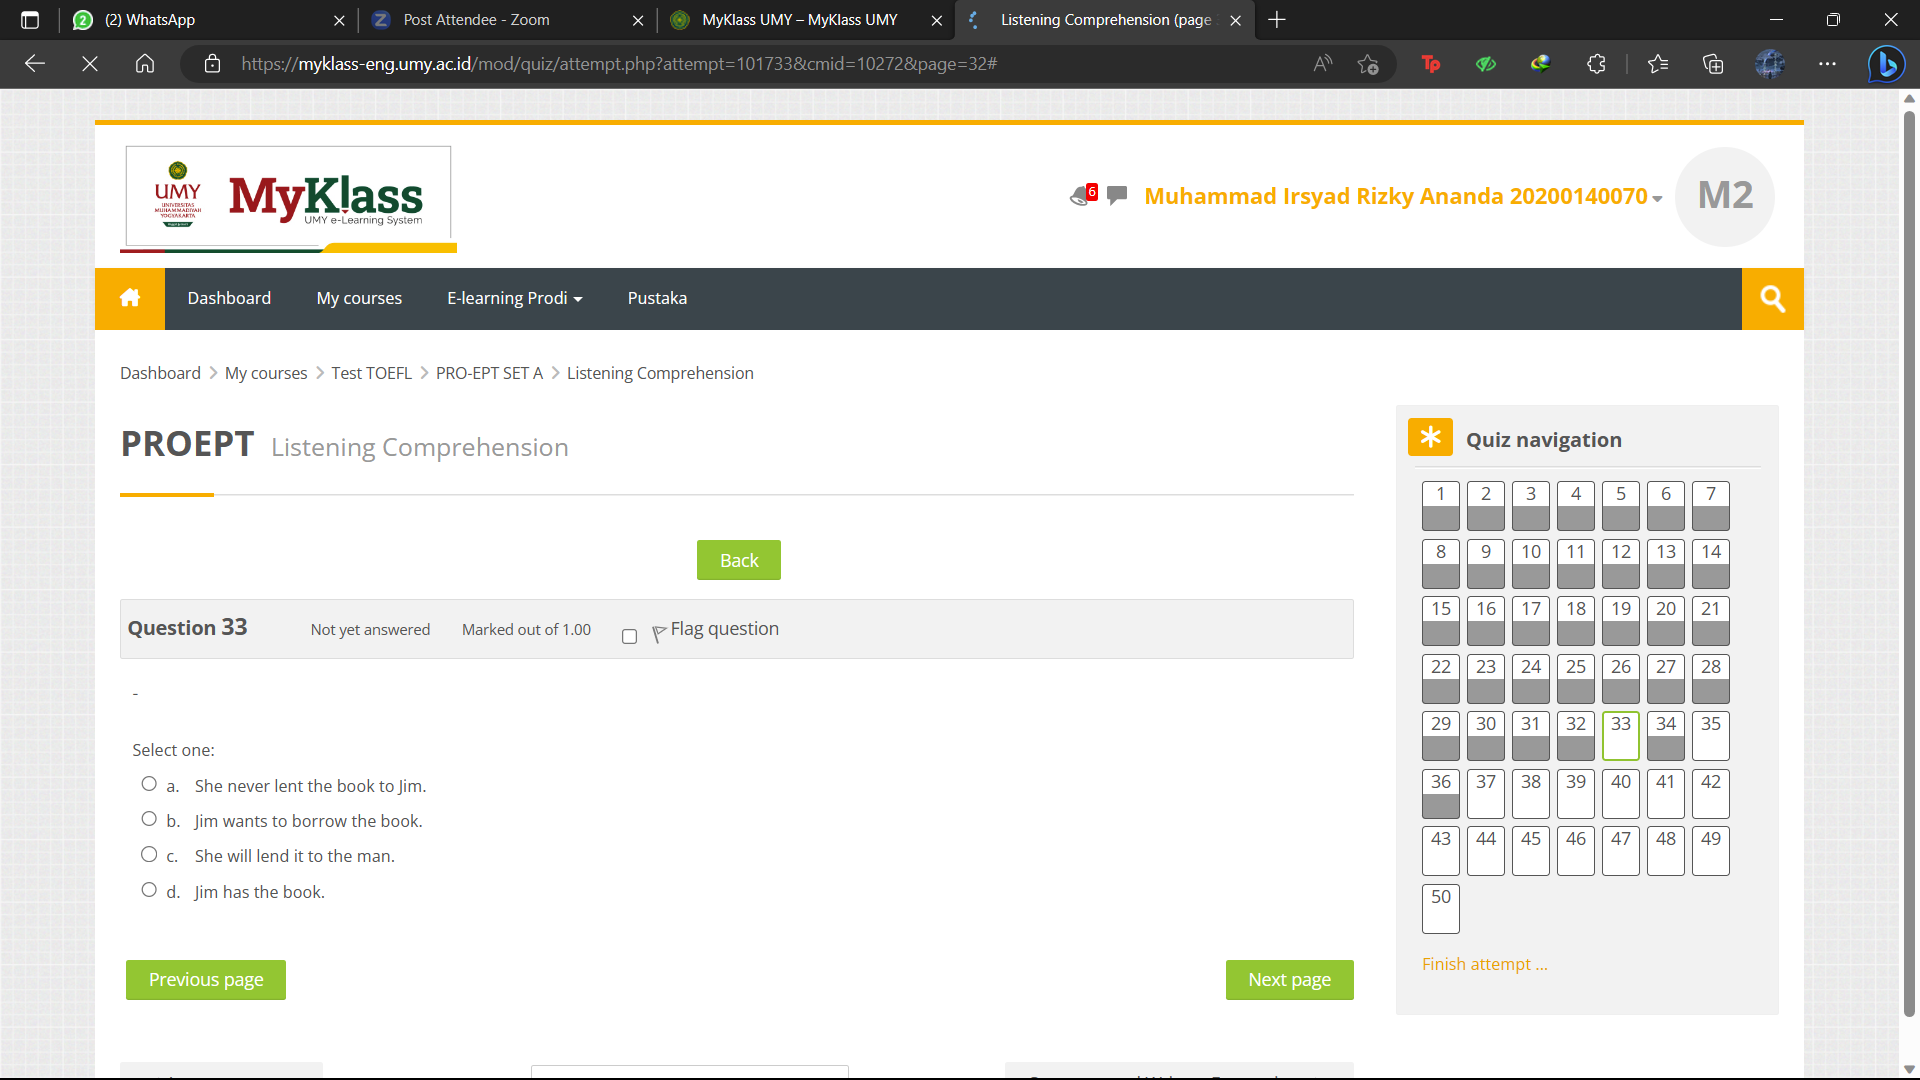 (2) WhatsApp
Post Attendee - Zoom
MyKlass UMY – MyKlass UMY
Listening Comprehension (page
https://myklass-eng.umy.ac.id/mod/quiz/attempt.php?attempt=101733&cmid=10272&page=32#
UMY
UNIVERSITAS
MUHAMMADIYAH
YOGYAKARTA
MyKlass
UMY e-Learning System
6
Muhammad Irsyad Rizky Ananda 20200140070
M2
Dashboard
My courses
E-learning Prodi
Pustaka
Dashboard > My courses > Test TOEFL > PRO-EPT SET A > Listening Comprehension
PROEPT Listening Comprehension
Back
Question 33
Not yet answered
Marked out of 1.00
Flag question
-
Select one:
a. She never lent the book to Jim.
b. Jim wants to borrow the book.
c. She will lend it to the man.
d. Jim has the book.
Previous page
Next page
Quiz navigation
1 2 3 4 5 6 7
8 9 10 11 12 13 14
15 16 17 18 19 20 21
22 23 24 25 26 27 28
29 30 31 32 33 34 35
36 37 38 39 40 41 42
43 44 45 46 47 48 49
50
Finish attempt ...